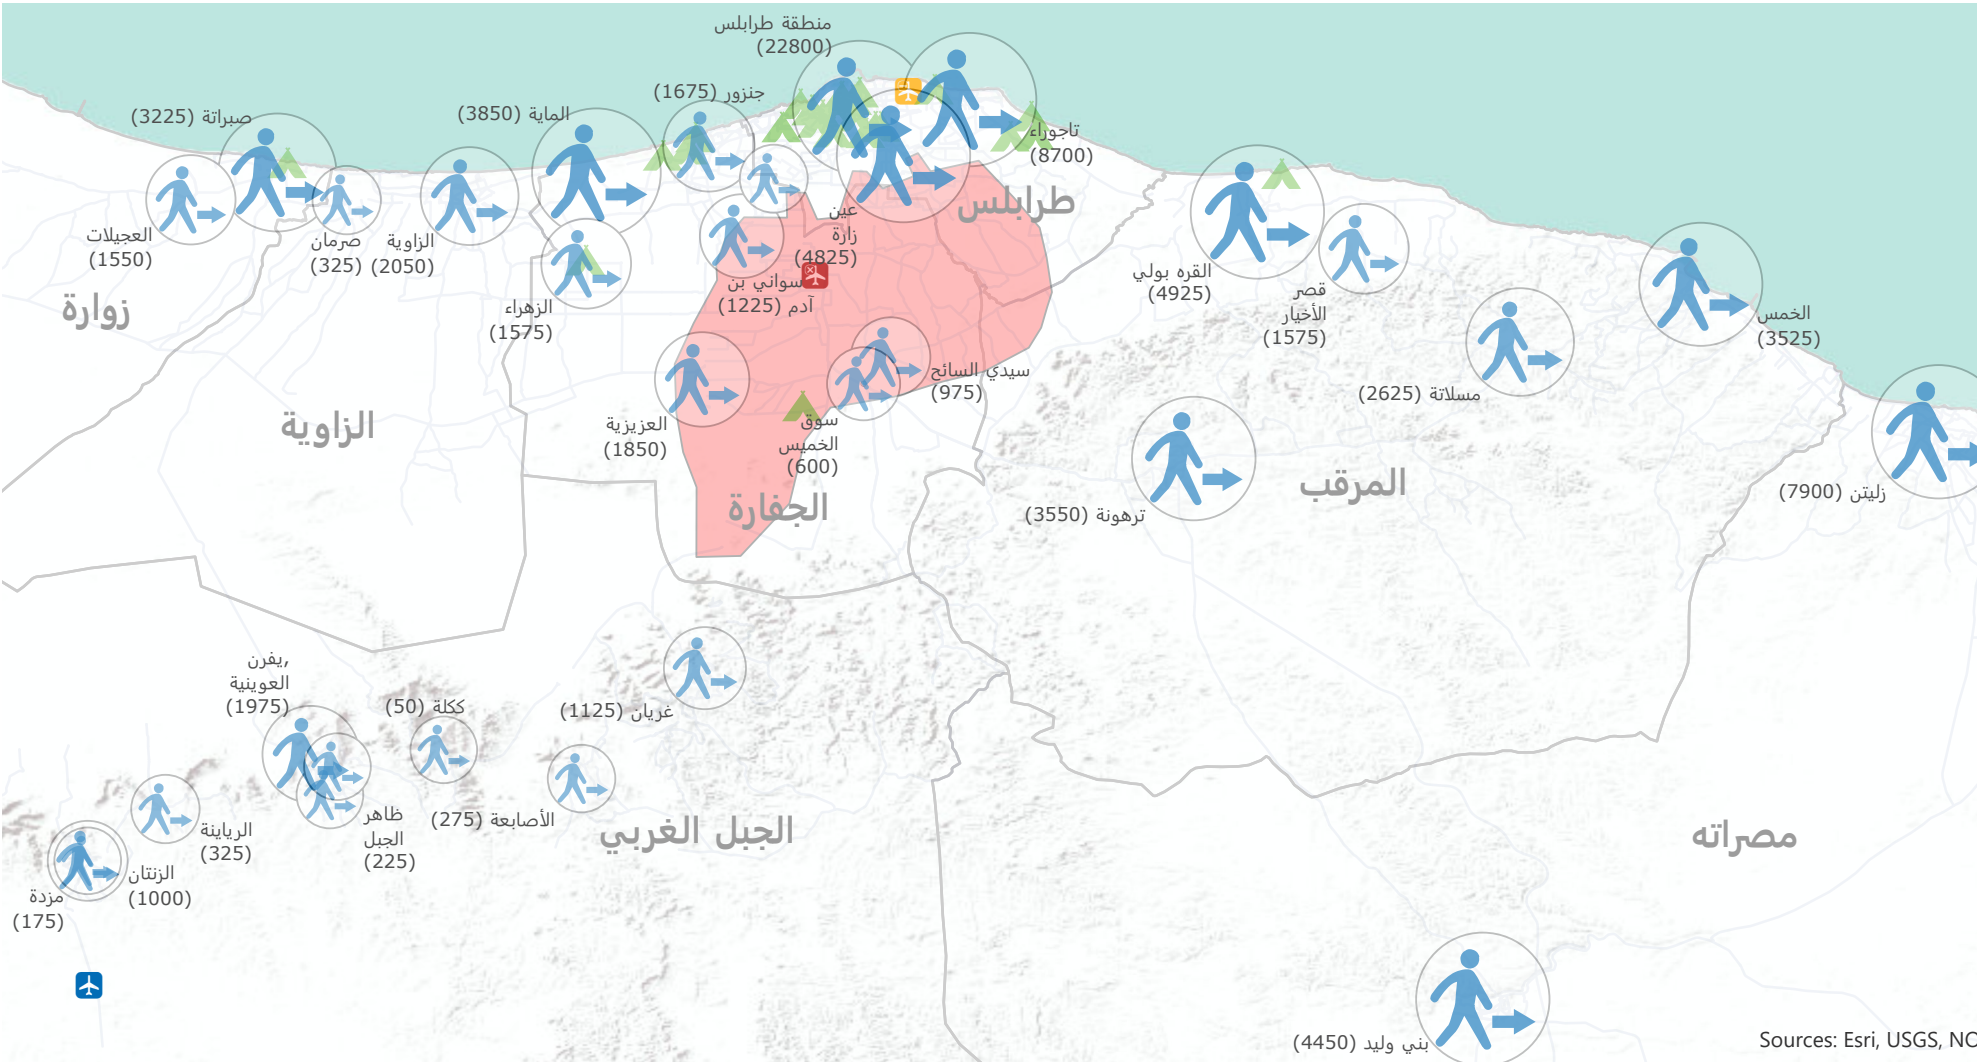 منطقة طرابلس
(22800)
جنزور (1675)
الماية (3850)
صبراتة (3225)
تاجوراء
(8700)
طرابلس
عين
زارة
(4825)
سواني بن
آدم (1225)
العجيلات
(1550)
صرمان
(325)
الزاوية
(2050)
زوارة
الزهراء
(1575)
القره بولي
(4925)
قصر
الأخيار
(1575)
الخمس
(3525)
سيدي السائح
(975)
مسلاتة (2625)
العزيزية
(1850)
سوق
الخميس
(600)
الزاوية
الجفارة
المرقب
ترهونة (3550)
زليتن (7900)
يفرن,
العوينية
(1975)
ككلة (50)
غريان (1125)
الأصابعة (275)
ظاهر
الجبل
(225)
الرياينة
(325)
الزنتان
(1000)
مزدة
(175)
الجبل الغربي
مصراته
بني وليد (4450)
Sources: Esri, USGS, NO